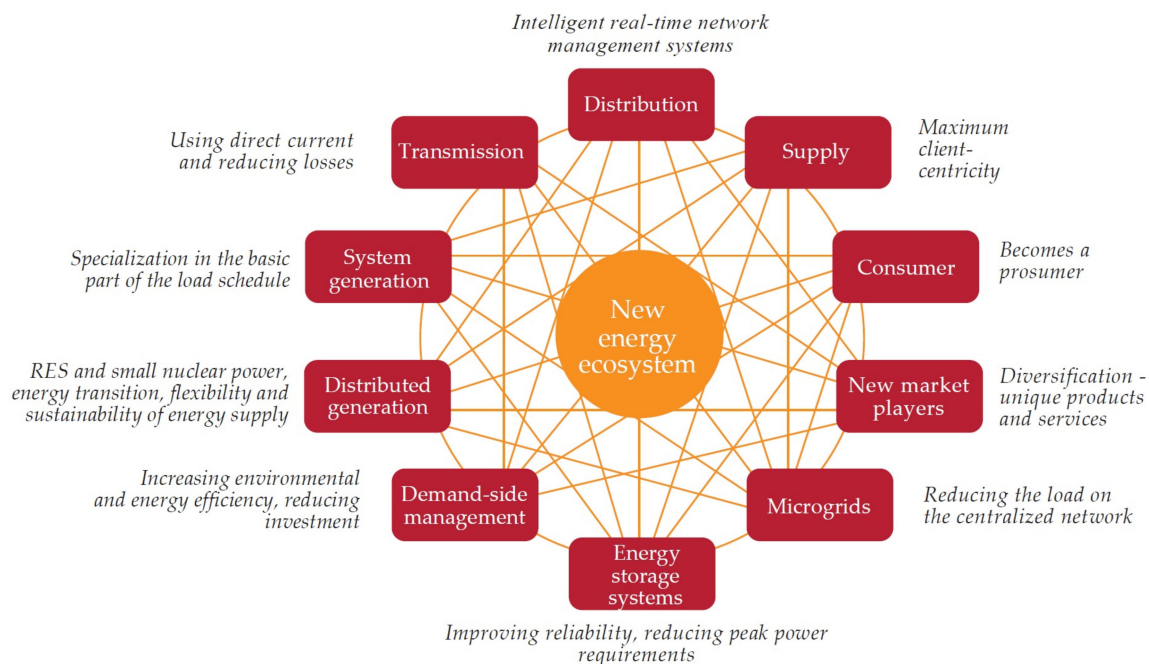 Intelligent real-time network
management systems
Distribution
Using direct current
and reducing losses
Transmission
Supply
Maximum
client-
centricity
Specialization in the basic
part of the load schedule
System
generation
Consumer
Becomes a
prosumer
New
energy
ecosystem
RES and small nuclear power,
energy transition, flexibility and
sustainability of energy supply
Distributed
generation
New market
players
Diversification -
unique products
and services
Increasing environmental
and energy efficiency, reducing
investment
Demand-side
management
Microgrids
Reducing the load on
the centralized network
Energy
storage
systems
Improving reliability, reducing peak power
requirements